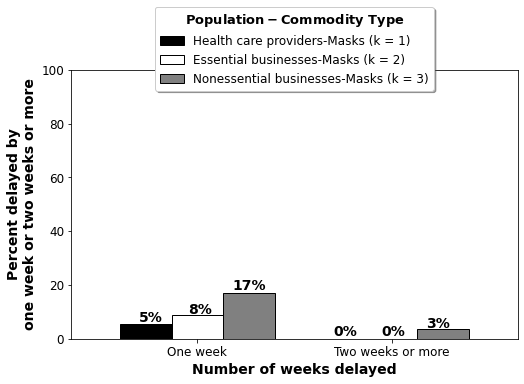 Population − Commodity Type
Health care providers-Masks (k = 1)
Essential businesses-Masks (k = 2)
Nonessential businesses-Masks (k = 3)
Percent delayed by
one week or two weeks or more
100
80
60
40
20
0
5%
8%
17%
0%
0%
3%
One week
Two weeks or more
Number of weeks delayed